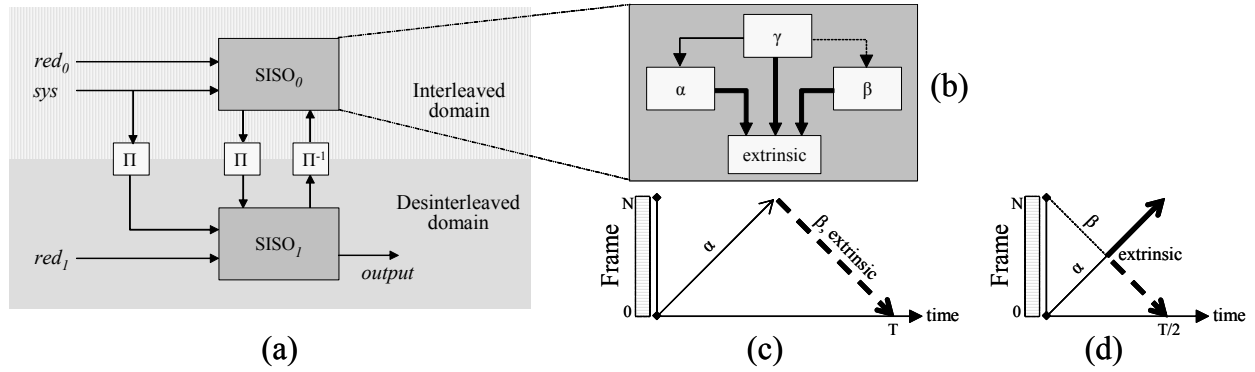 red0
sys
SISO0
Interleaved
domain
Π
Π
Π-1
Desinterleaved
domain
SISO1
red1
output
(a)
γ
α
β
extrinsic
(b)
N
Frame
0
α
β, extrinsic
T
time
(c)
N
Frame
0
β
α
extrinsic
T/2
time
(d)